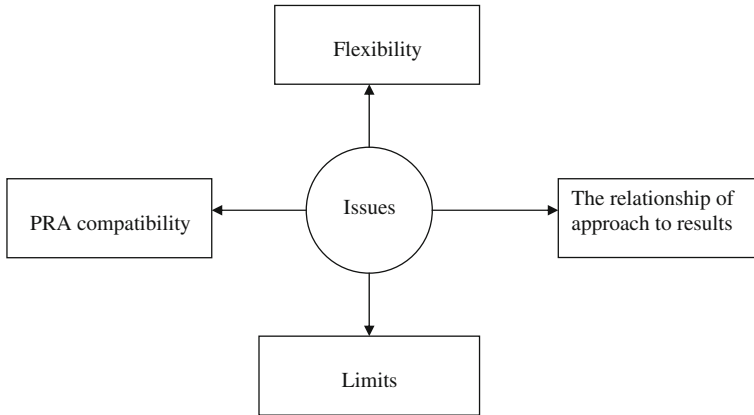 Flexibility
PRA compatibility
Issues
The relationship of
approach to results
Limits